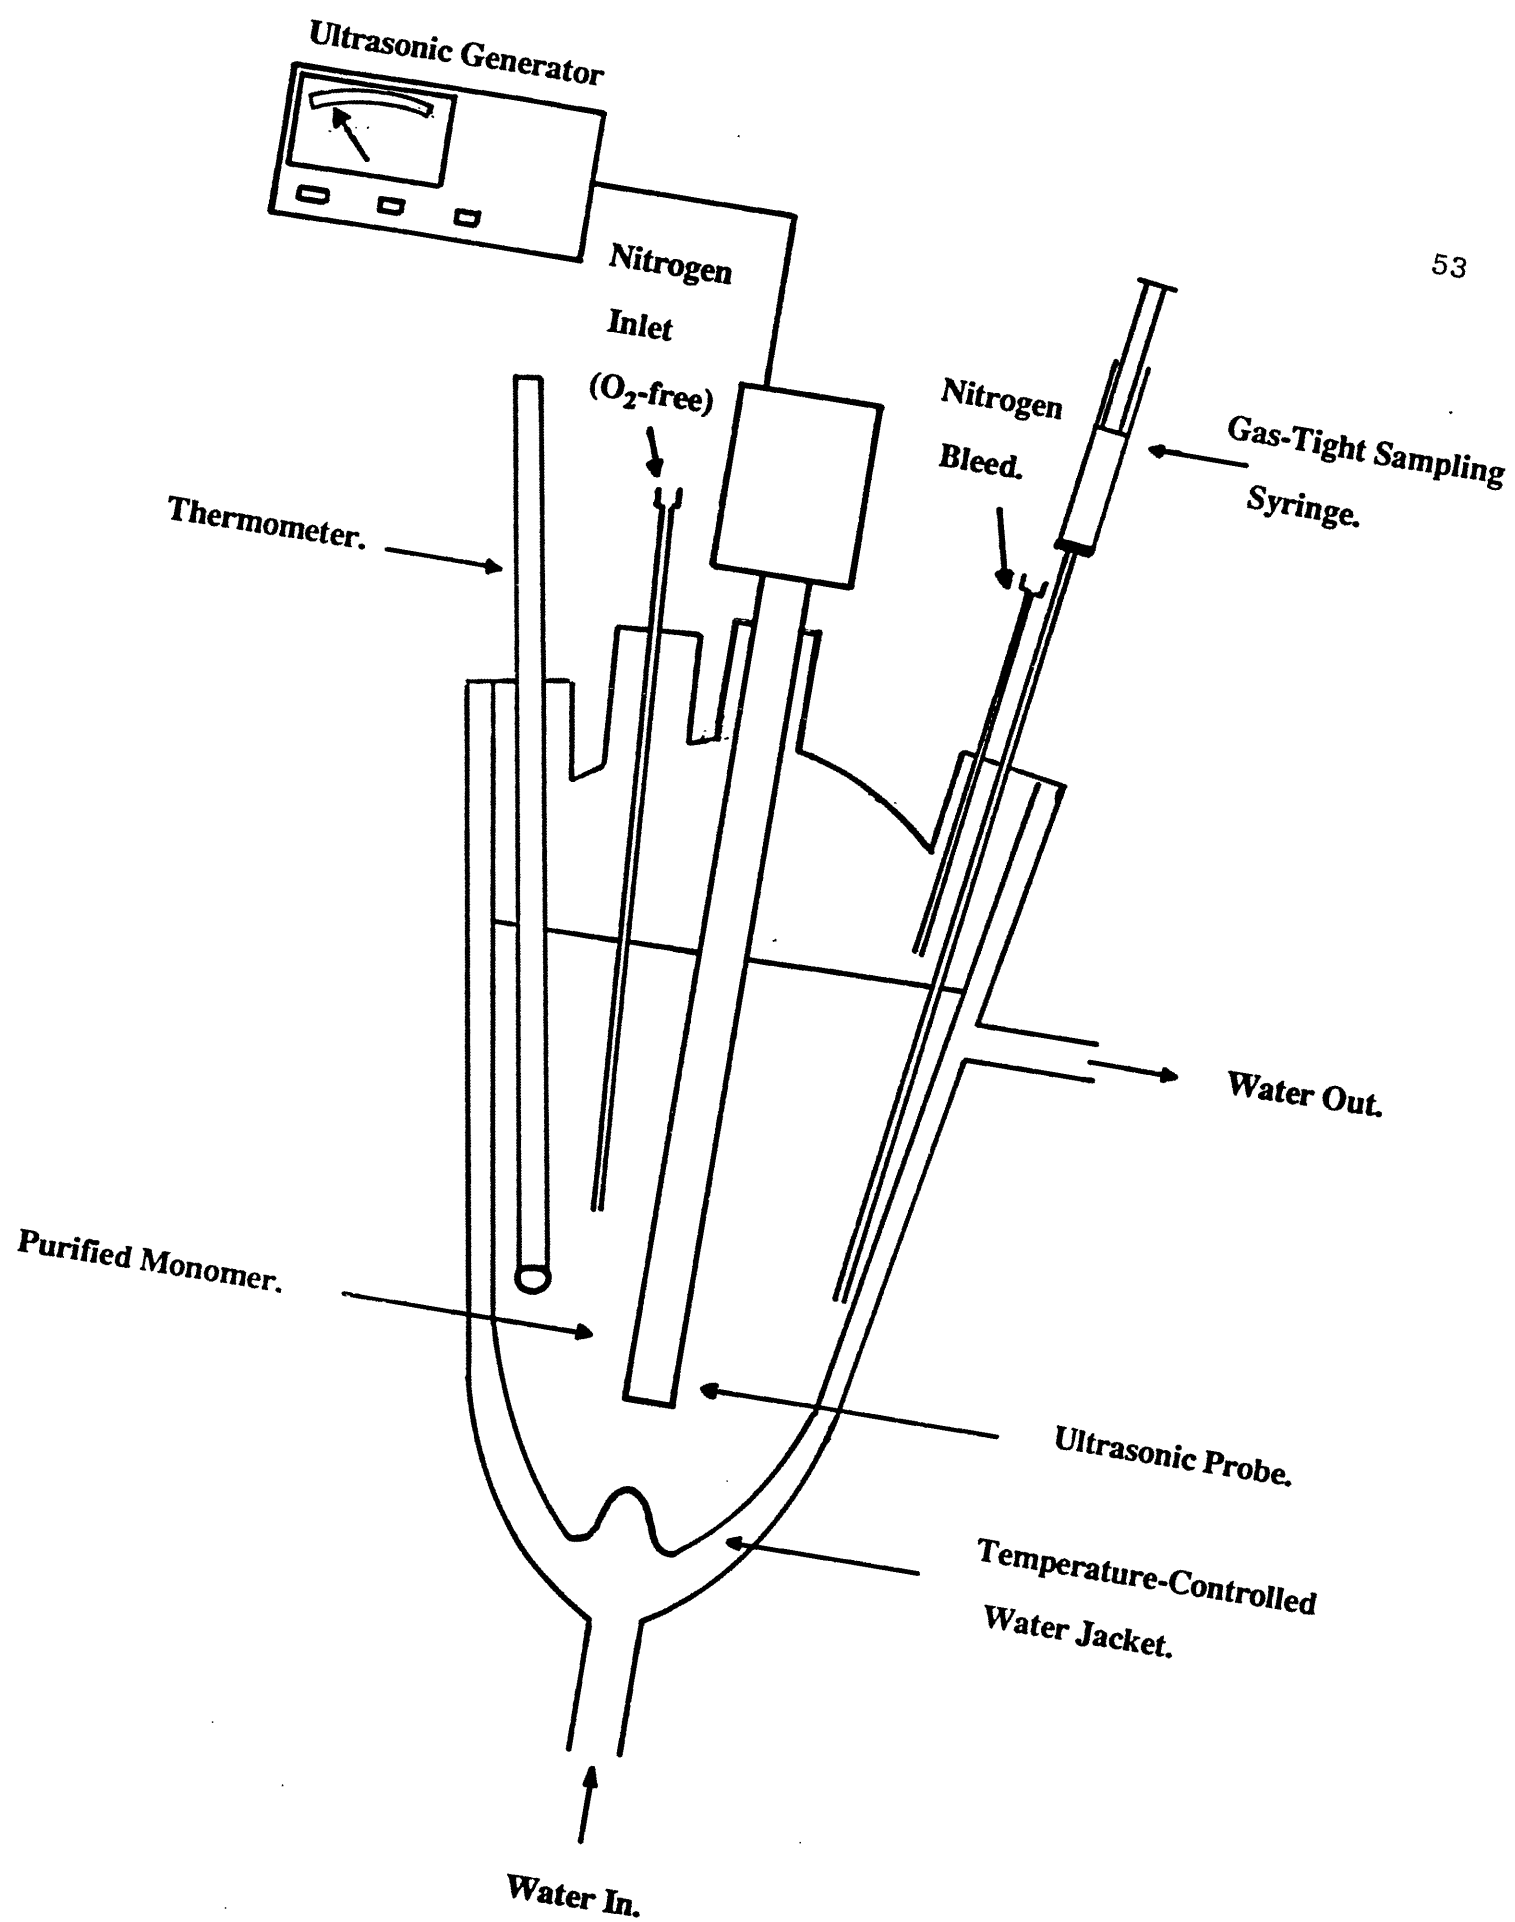 Ultrasonic Generator
53
Nitrogen
Inlet
(O₂-free)
Nitrogen
Bleed.
Gas-Tight Sampling
Syringe.
Thermometer.
Water Out.
Purified Monomer.
Ultrasonic Probe.
Temperature-Controlled
Water Jacket.
Water In.